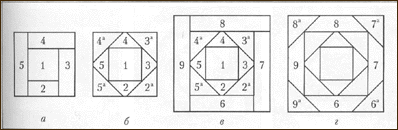 4
5 1 3
2
4ª 4 3ª
5 1 3
5ª 2 2ª
8
4ª 4 3ª
9 5 1 3 7
5ª 2 2ª
6
8ª 8 7ª
9 7
9ª 6 6ª
а б в г